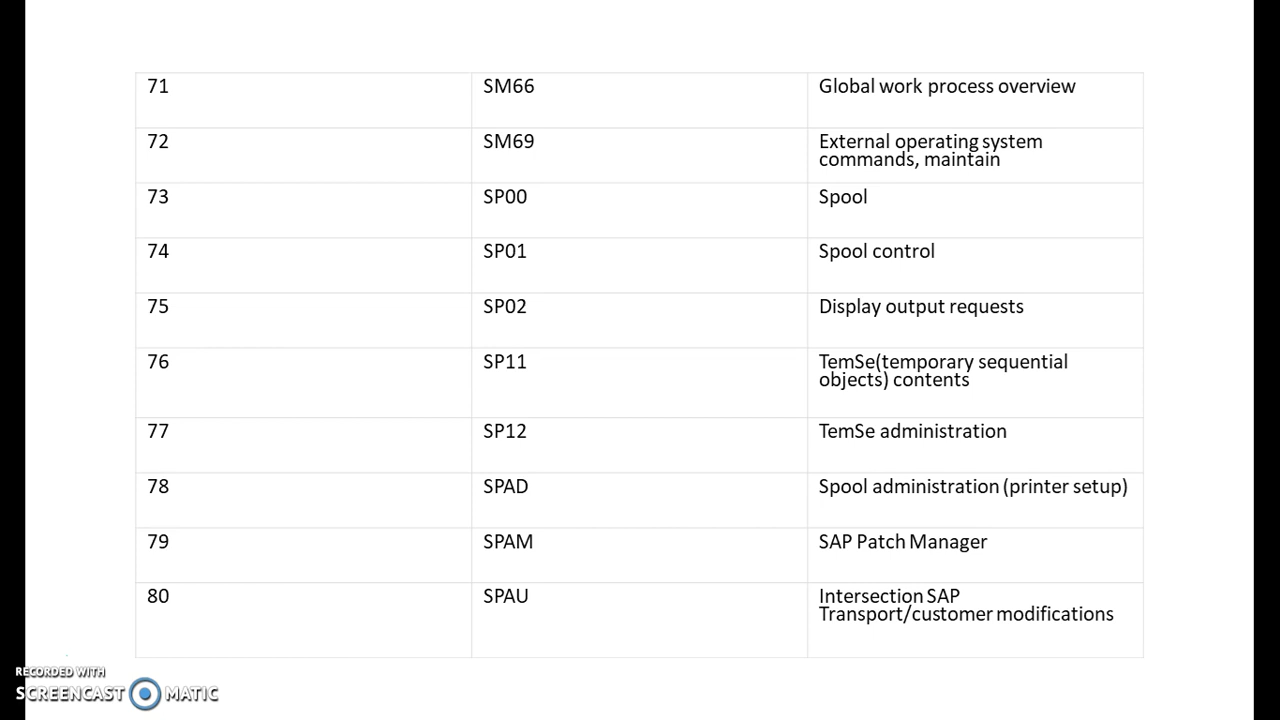 71 SM66 Global work process overview
72 SM69 External operating system
commands, maintain
73 SP00 Spool
74 SP01 Spool control
75 SP02 Display output requests
76 SP11 TemSe(temporary sequential
objects) contents
77 SP12 TemSe administration
78 SPAD Spool administration (printer setup)
79 SPAM SAP Patch Manager
80 SPAU Intersection SAP
Transport/customer modifications
RECORDED WITH
SCREENCAST MATIC